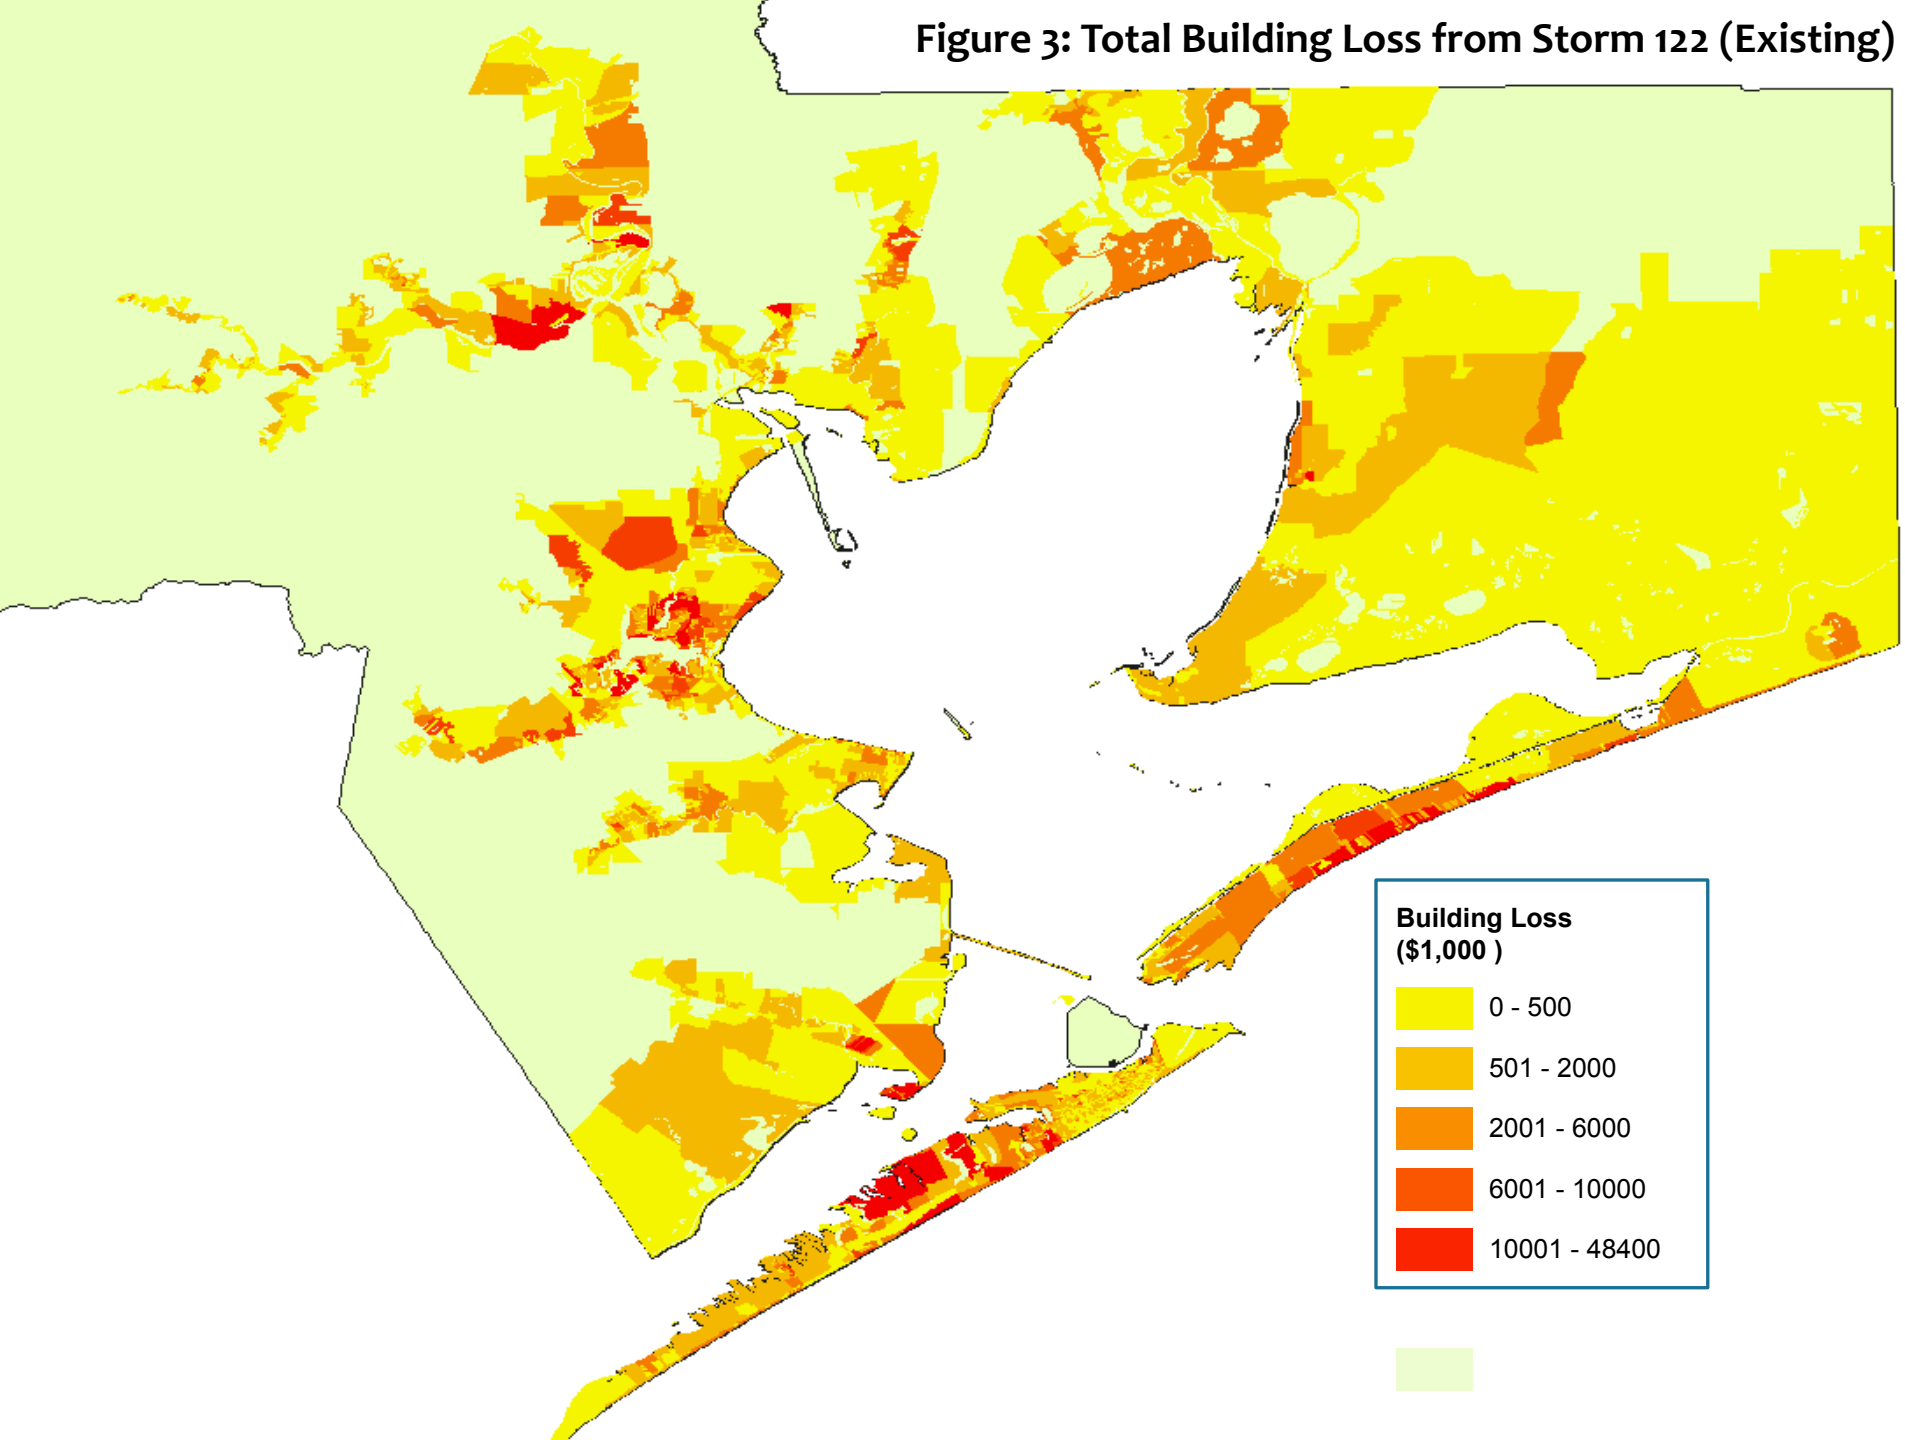 Figure 3: Total Building Loss from Storm 122 (Existing)
Building Loss
($1,000 )
0 - 500
501 - 2000
2001 - 6000
6001 - 10000
10001 - 48400